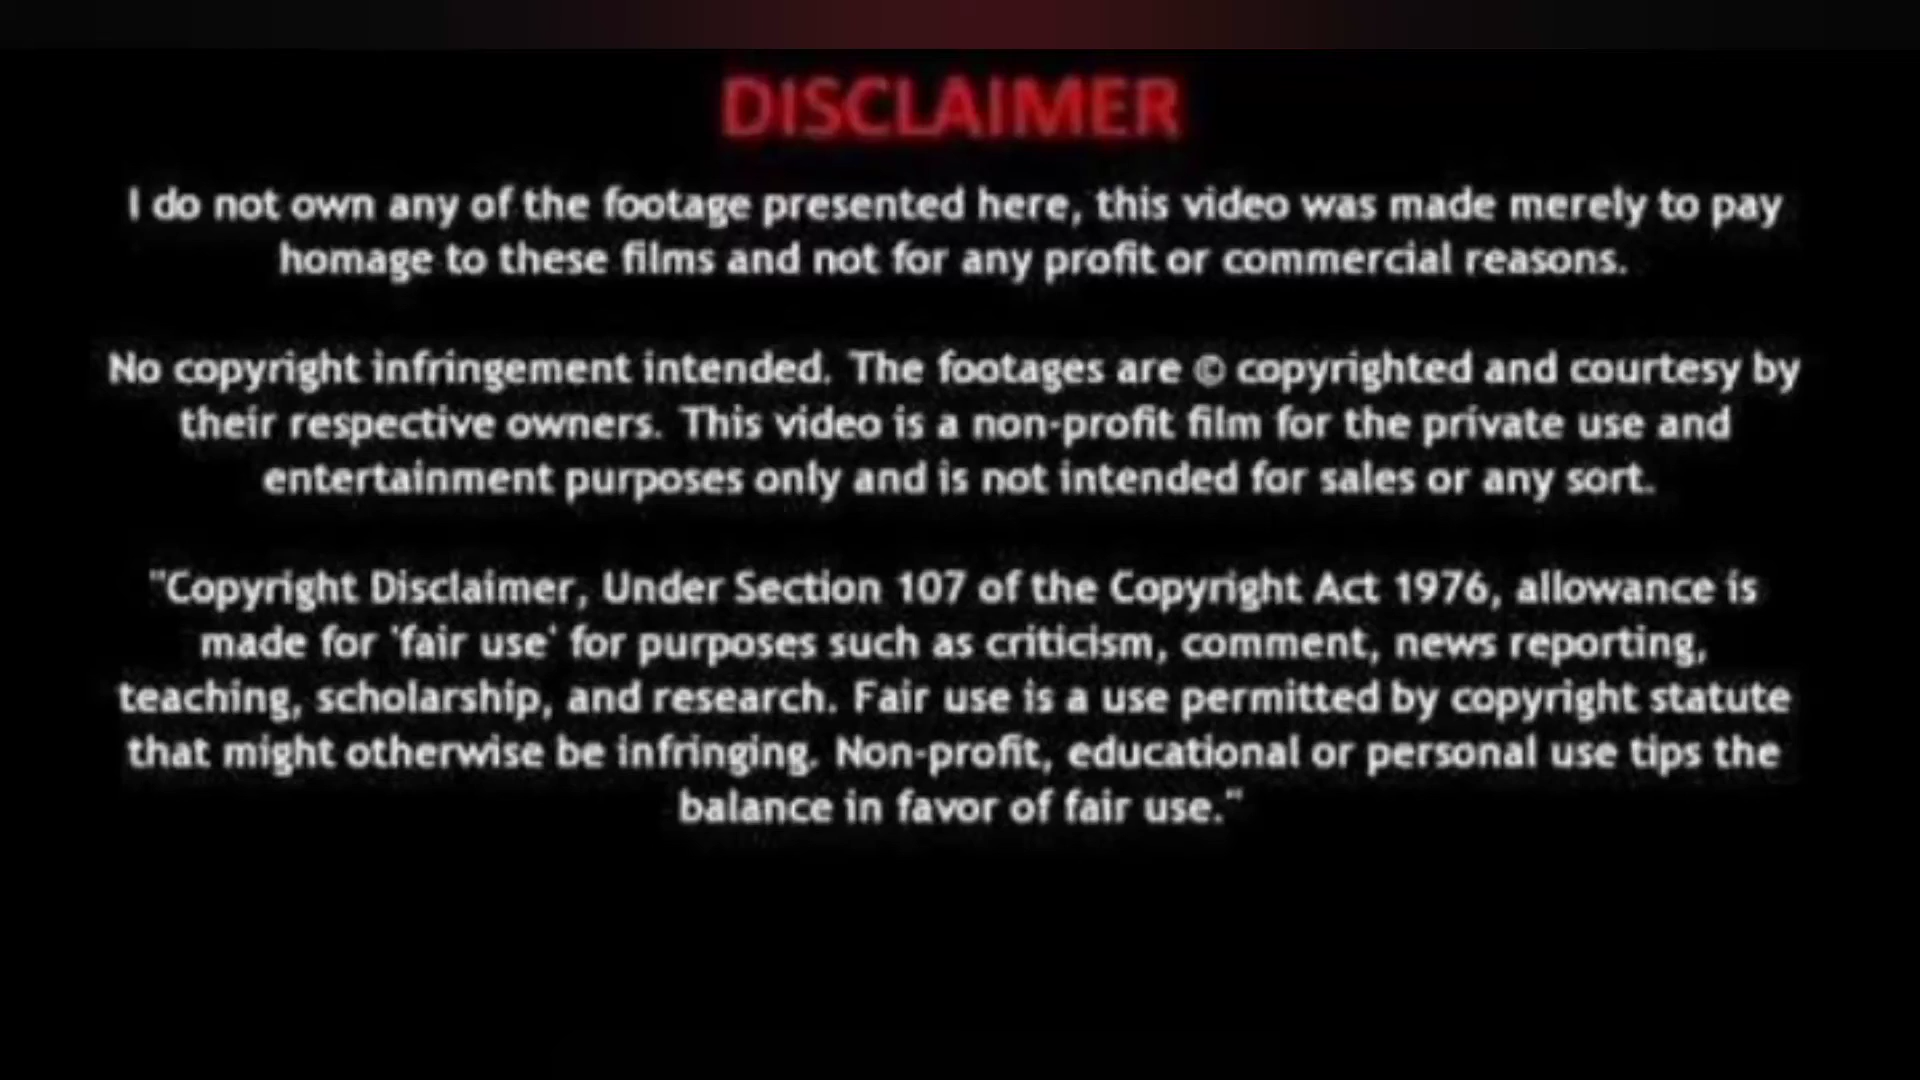 DISCLAIMER
I do not own any of the footage presented here, this video was made merely to pay
homage to these films and not for any profit or commercial reasons.
No copyright infringement intended. The footages are © copyrighted and courtesy by
their respective owners. This video is a non-profit film for the private use and
entertainment purposes only and is not intended for sales or any sort.
"Copyright Disclaimer, Under Section 107 of the Copyright Act 1976, allowance is
made for 'fair use' for purposes such as criticism, comment, news reporting,
teaching, scholarship, and research. Fair use is a use permitted by copyright statute
that might otherwise be infringing. Non-profit, educational or personal use tips the
balance in favor of fair use."